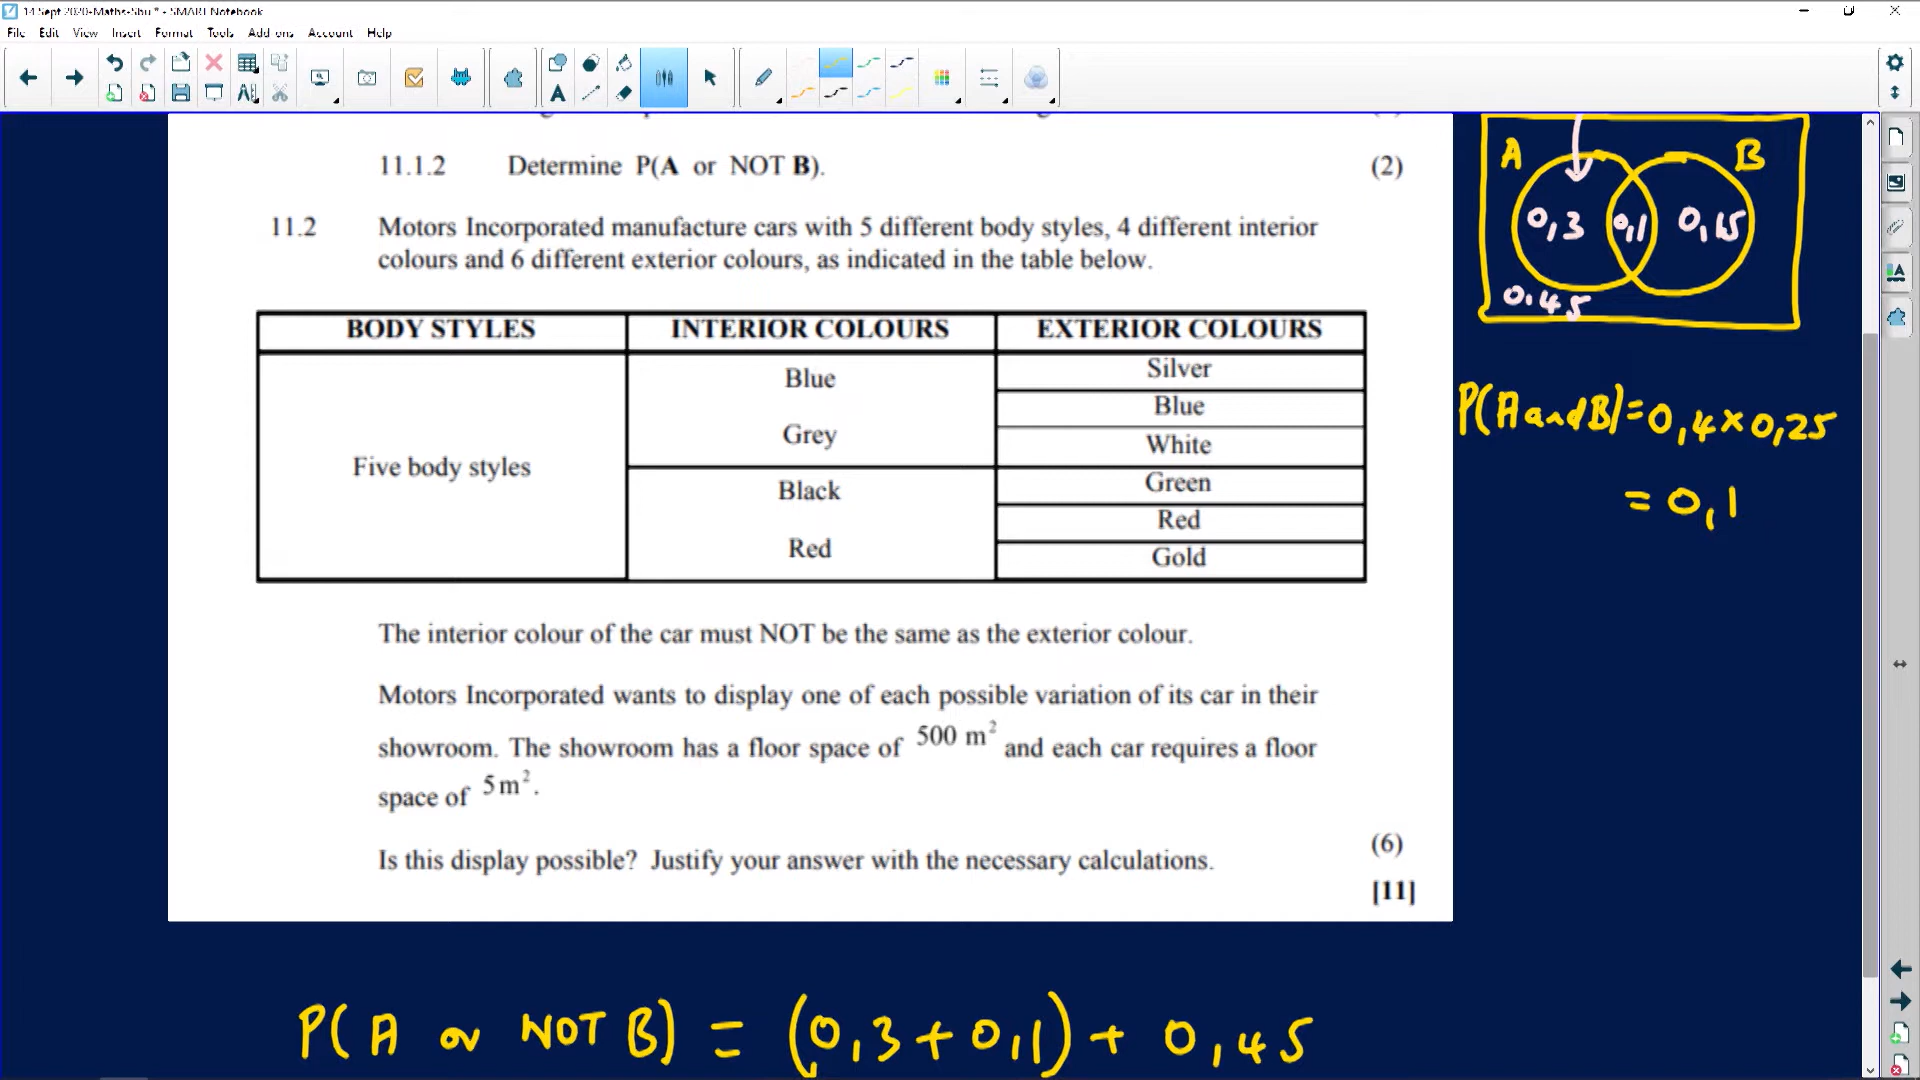 14 Sept 2020-Maths-Sbu * - SMART Notebook
File Edit View Insert Format Tools Add-ons Account Help
11.1.2 Determine P(A or NOT B). (2)
11.2 Motors Incorporated manufacture cars with 5 different body styles, 4 different interior
colours and 6 different exterior colours, as indicated in the table below.
BODY STYLES INTERIOR COLOURS EXTERIOR COLOURS
Five body styles
Blue
Grey
Black
Red
Silver
Blue
White
Green
Red
Gold
The interior colour of the car must NOT be the same as the exterior colour.
Motors Incorporated wants to display one of each possible variation of its car in their
showroom. The showroom has a floor space of 500 m² and each car requires a floor
space of 5 m².
Is this display possible? Justify your answer with the necessary calculations. (6)
[11]
A B
0,3 0,1 0,15
0,45
P(A and B) = 0,4 × 0,25
= 0,1
P( A or NOT B) = (0,3 + 0,1) + 0,45